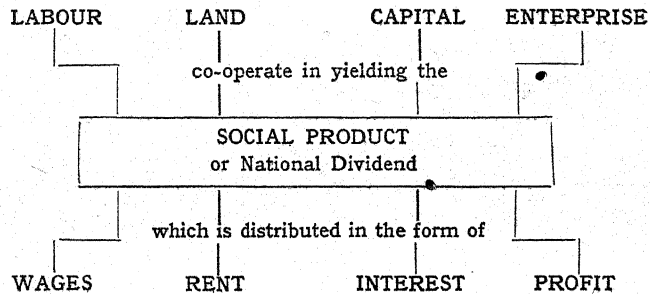 LABOUR LAND CAPITAL ENTERPRISE
co-operate in yielding the
SOCIAL PRODUCT
or National Dividend
which is distributed in the form of
WAGES RENT INTEREST PROFIT